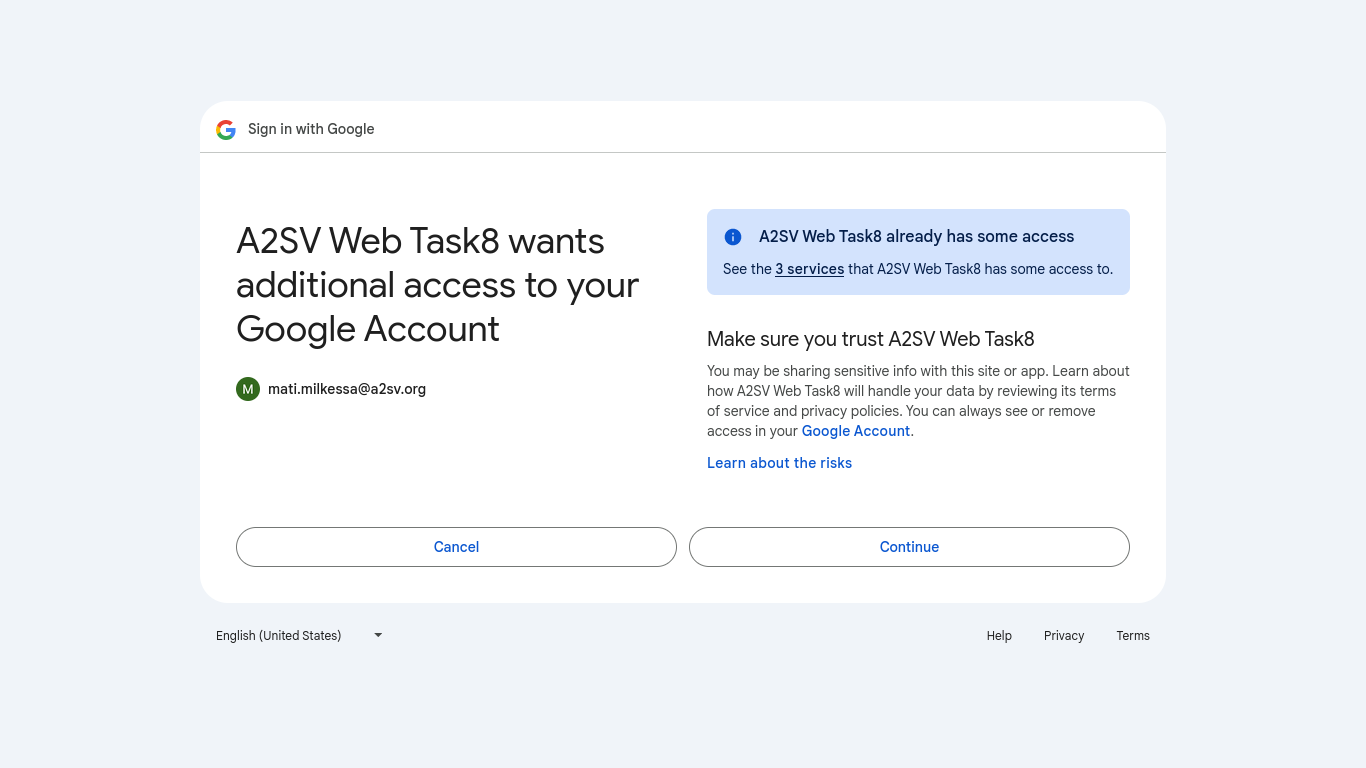 Sign in with Google
A2SV Web Task8 wants
additional access to your
Google Account
M
mati.milkessa@a2sv.org
A2SV Web Task8 already has some access
See the 3 services that A2SV Web Task8 has some access to.
Make sure you trust A2SV Web Task8
You may be sharing sensitive info with this site or app. Learn about
how A2SV Web Task8 will handle your data by reviewing its terms
of service and privacy policies. You can always see or remove
access in your Google Account.
Learn about the risks
Cancel
Continue
English (United States)
Help
Privacy
Terms